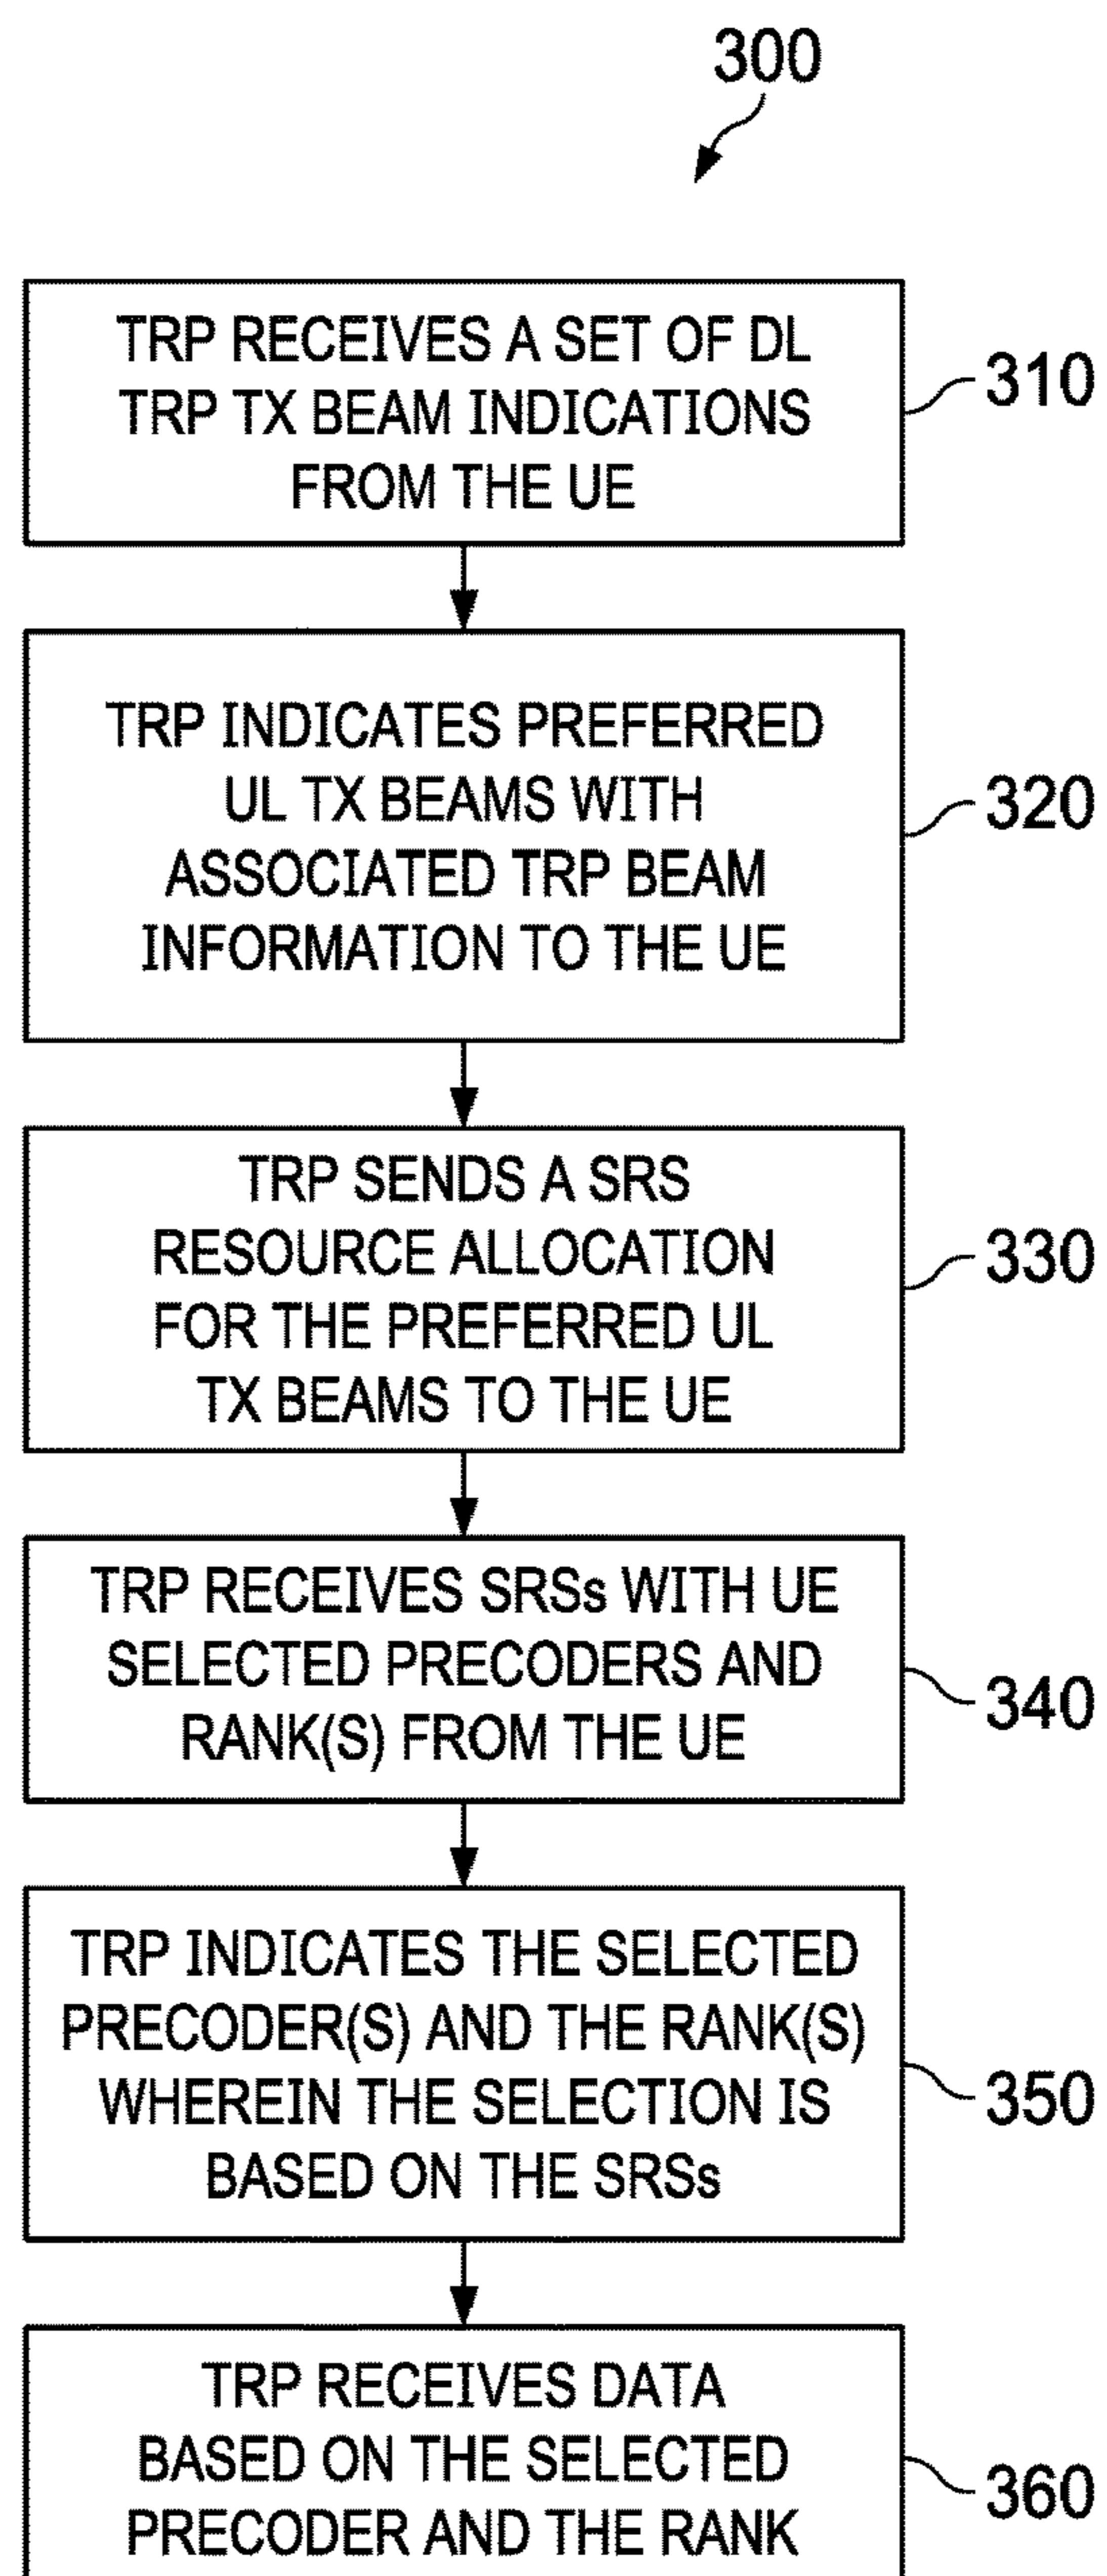 300
TRP RECEIVES A SET OF DL
TRP TX BEAM INDICATIONS
FROM THE UE
310
TRP INDICATES PREFERRED
UL TX BEAMS WITH
ASSOCIATED TRP BEAM
INFORMATION TO THE UE
320
TRP SENDS A SRS
RESOURCE ALLOCATION
FOR THE PREFERRED UL
TX BEAMS TO THE UE
330
TRP RECEIVES SRSs WITH UE
SELECTED PRECODERS AND
RANK(S) FROM THE UE
340
TRP INDICATES THE SELECTED
PRECODER(S) AND THE RANK(S)
WHEREIN THE SELECTION IS
BASED ON THE SRSs
350
TRP RECEIVES DATA
BASED ON THE SELECTED
PRECODER AND THE RANK
360